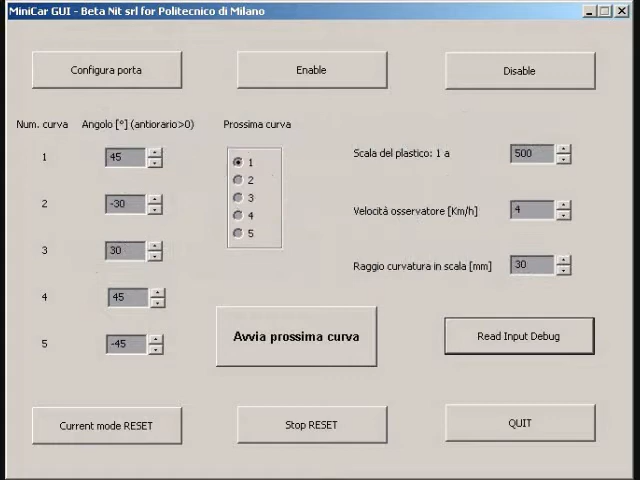 MiniCar GUI - Beta Nit srl for Politecnico di Milano
Configura porta
Enable
Disable
Num. curva
Angolo [°] (antiorario>0)
Prossima curva
1
45
2
-30
3
30
4
45
5
-45
1
2
3
4
5
Scala del plastico: 1 a
500
Velocità osservatore [Km/h]
4
Raggio curvatura in scala [mm]
30
Avvia prossima curva
Read Input Debug
Current mode RESET
Stop RESET
QUIT